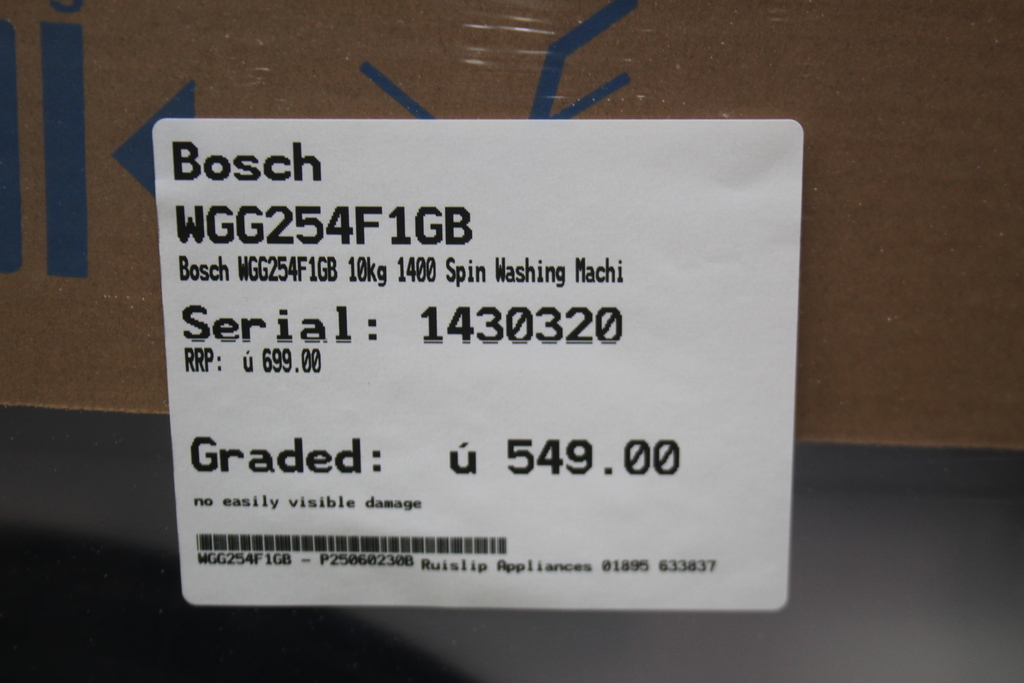 Bosch
WGG254F1GB
Bosch WGG254F1GB 10kg 1400 Spin Washing Machi
Serial: 1430320
RRP: ú 699.00
Graded: ú 549.00
no easily visible damage
WGG254F1GB - P25060230B Ruislip Appliances 01895 633837